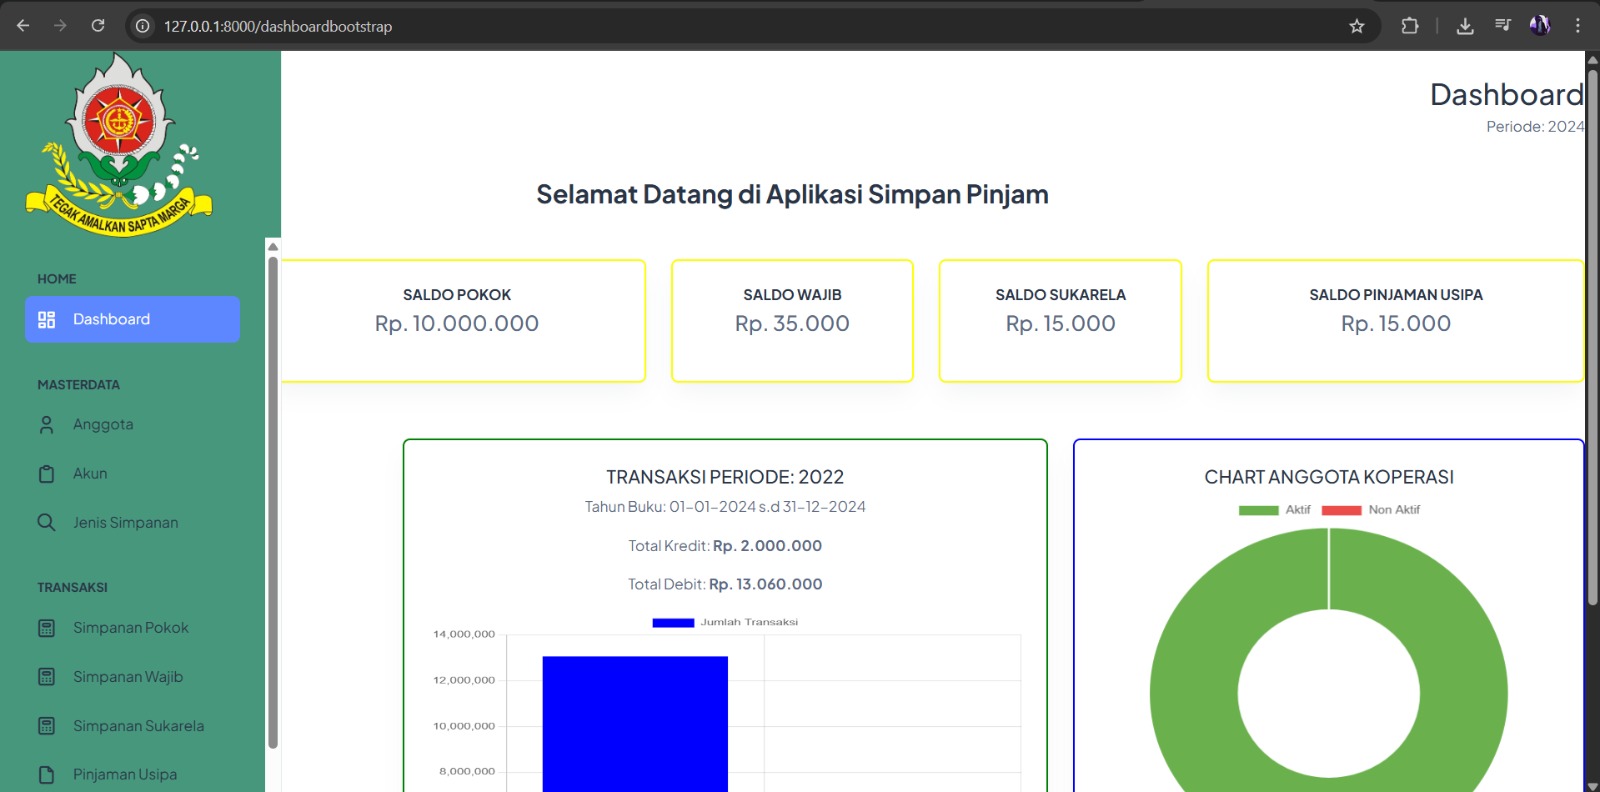 127.0.0.1:8000/dashboardbootstrap
TEGAK AMALKAN SAPTA MARGA
HOME
Dashboard
MASTERDATA
Anggota
Akun
Jenis Simpanan
TRANSAKSI
Simpanan Pokok
Simpanan Wajib
Simpanan Sukarela
Pinjaman Usipa
Dashboard
Periode: 2024
Selamat Datang di Aplikasi Simpan Pinjam
SALDO POKOK
Rp. 10.000.000
SALDO WAJIB
Rp. 35.000
SALDO SUKARELA
Rp. 15.000
SALDO PINJAMAN USIPA
Rp. 15.000
TRANSAKSI PERIODE: 2022
Tahun Buku: 01-01-2024 s.d 31-12-2024
Total Kredit: Rp. 2.000.000
Total Debit: Rp. 13.060.000
Jumlah Transaksi
14,000,000
12,000,000
10,000,000
8,000,000
CHART ANGGOTA KOPERASI
Aktif Non Aktif